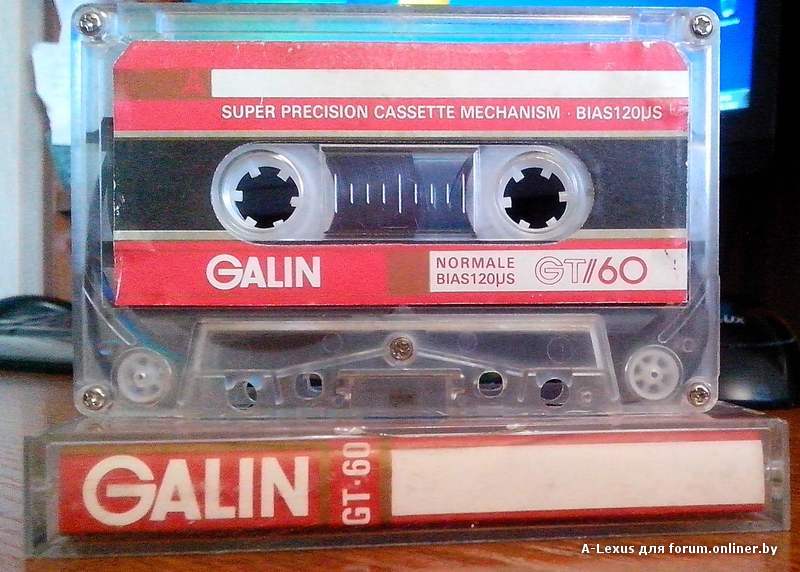 A
SUPER PRECISION CASSETTE MECHANISM · BIAS120µS
GALIN
NORMALE
BIAS120µS
GT//60
GALIN
GT-60
A-Lexus для forum.onliner.by